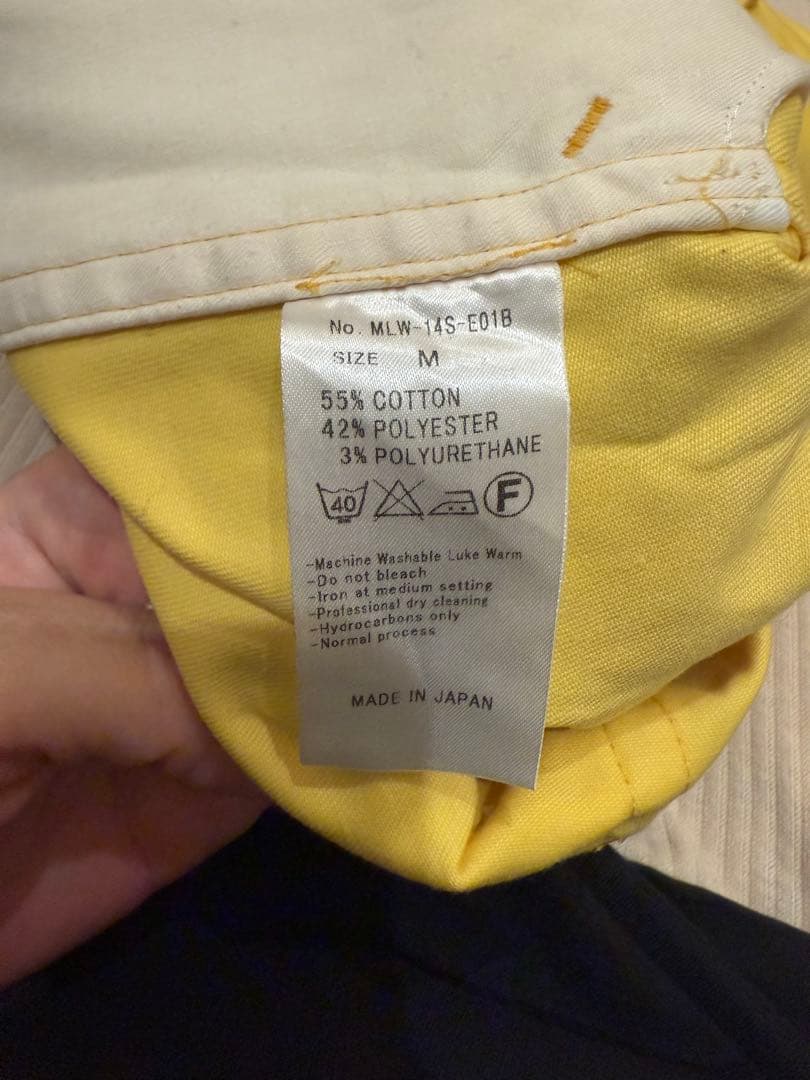 No. MLW-14S-E01B
SIZE M
55% COTTON
42% POLYESTER
3% POLYURETHANE
40 F
-Machine Washable Luke Warm
-Do not bleach
-Iron at medium setting
-Professional dry cleaning
-Hydrocarbons only
-Normal process
MADE IN JAPAN